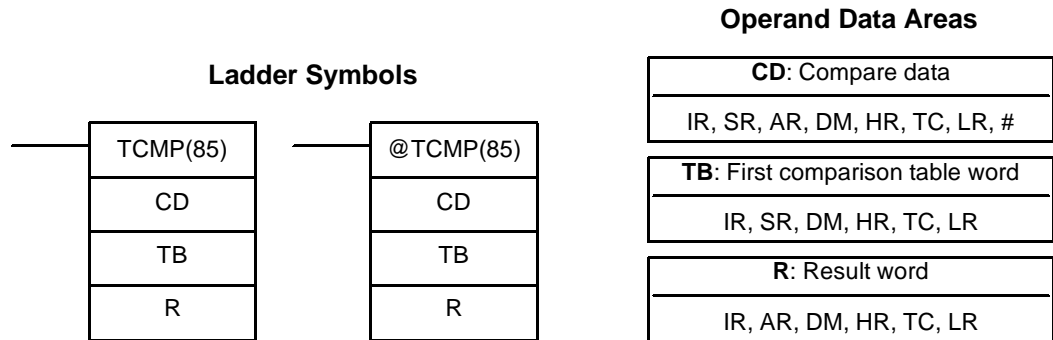 Ladder Symbols
TCMP(85)
CD
TB
R
@TCMP(85)
CD
TB
R
Operand Data Areas
CD: Compare data
IR, SR, AR, DM, HR, TC, LR, #
TB: First comparison table word
IR, SR, DM, HR, TC, LR
R: Result word
IR, AR, DM, HR, TC, LR